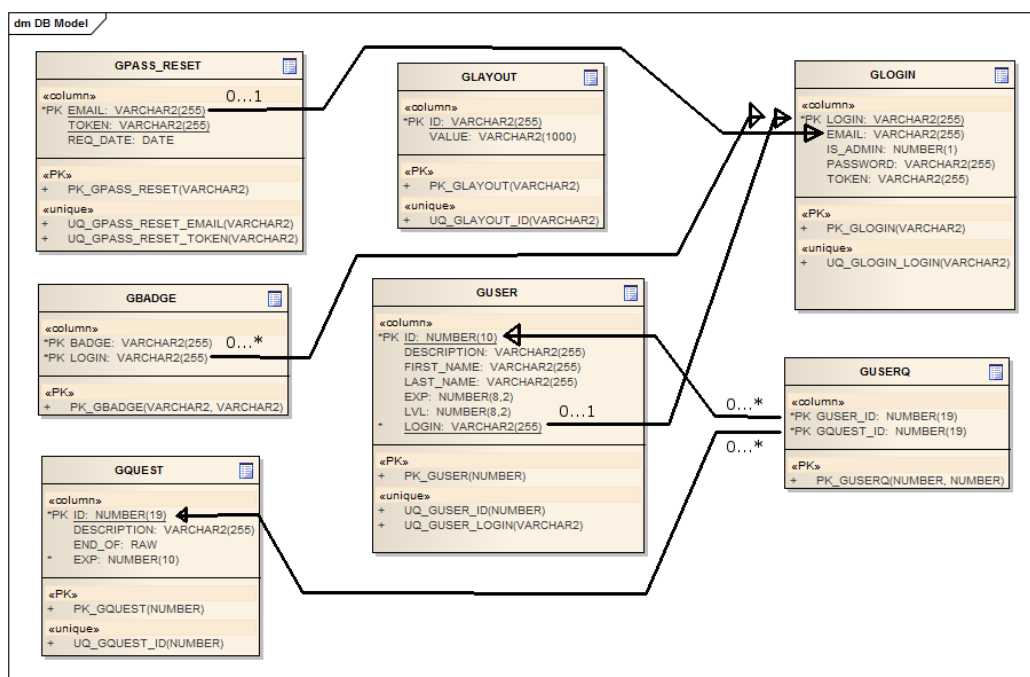 dm DB Model
GPASS_RESET
«column»
*PK EMAIL: VARCHAR2(255)
TOKEN: VARCHAR2(255)
REQ_DATE: DATE
«PK»
+ PK_GPASS_RESET(VARCHAR2)
«unique»
+ UQ_GPASS_RESET_EMAIL(VARCHAR2)
+ UQ_GPASS_RESET_TOKEN(VARCHAR2)
0...1
GLAYOUT
«column»
*PK ID: VARCHAR2(255)
VALUE: VARCHAR2(1000)
«PK»
+ PK_GLAYOUT(VARCHAR2)
«unique»
+ UQ_GLAYOUT_ID(VARCHAR2)
GLOGIN
«column»
*PK LOGIN: VARCHAR2(255)
EMAIL: VARCHAR2(255)
IS_ADMIN: NUMBER(1)
PASSWORD: VARCHAR2(255)
TOKEN: VARCHAR2(255)
«PK»
+ PK_GLOGIN(VARCHAR2)
«unique»
+ UQ_GLOGIN_LOGIN(VARCHAR2)
GBADGE
«column»
*PK BADGE: VARCHAR2(255)
*PK LOGIN: VARCHAR2(255)
«PK»
+ PK_GBADGE(VARCHAR2, VARCHAR2)
0...*
GUSER
«column»
*PK ID: NUMBER(10)
DESCRIPTION: VARCHAR2(255)
FIRST_NAME: VARCHAR2(255)
LAST_NAME: VARCHAR2(255)
EXP: NUMBER(8,2)
LVL: NUMBER(8,2)
* LOGIN: VARCHAR2(255)
«PK»
+ PK_GUSER(NUMBER)
«unique»
+ UQ_GUSER_ID(NUMBER)
+ UQ_GUSER_LOGIN(VARCHAR2)
0...1
GUSERQ
«column»
*PK GUSER_ID: NUMBER(19)
*PK GQUEST_ID: NUMBER(19)
«PK»
+ PK_GUSERQ(NUMBER, NUMBER)
0...*
0...*
GQUEST
«column»
*PK ID: NUMBER(19)
DESCRIPTION: VARCHAR2(255)
END_OF: RAW
* EXP: NUMBER(10)
«PK»
+ PK_GQUEST(NUMBER)
«unique»
+ UQ_GQUEST_ID(NUMBER)